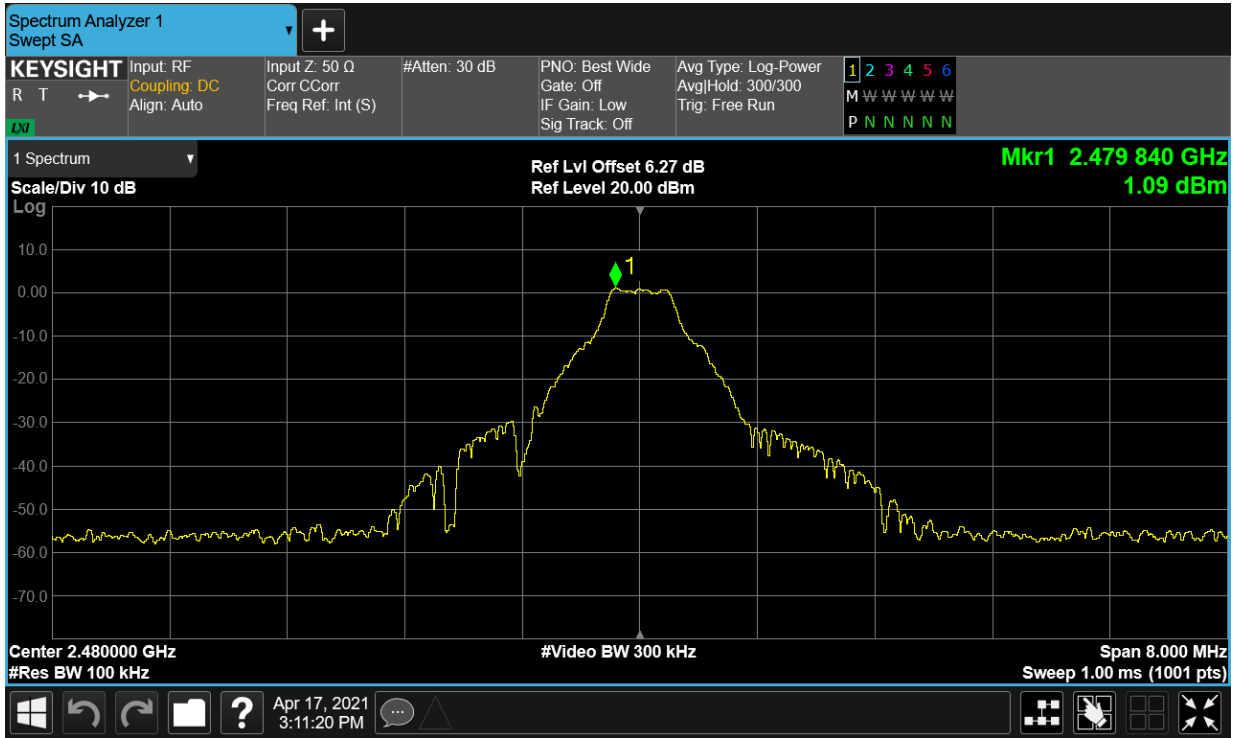 Spectrum Analyzer 1
Swept SA
KEYSIGHT
R T
LXI
Input: RF
Coupling: DC
Align: Auto
Input Z: 50 Ω
Corr CCorr
Freq Ref: Int (S)
#Atten: 30 dB
PNO: Best Wide
Gate: Off
IF Gain: Low
Sig Track: Off
Avg Type: Log-Power
Avg|Hold: 300/300
Trig: Free Run
1 2 3 4 5 6
M W W W W W
P N N N N N
1 Spectrum
Scale/Div 10 dB
Log
Ref Lvl Offset 6.27 dB
Ref Level 20.00 dBm
Mkr1 2.479 840 GHz
1.09 dBm
1
10.0
0.00
-10.0
-20.0
-30.0
-40.0
-50.0
-60.0
-70.0
Center 2.480000 GHz
#Res BW 100 kHz
#Video BW 300 kHz
Span 8.000 MHz
Sweep 1.00 ms (1001 pts)
?
Apr 17, 2021
3:11:20 PM